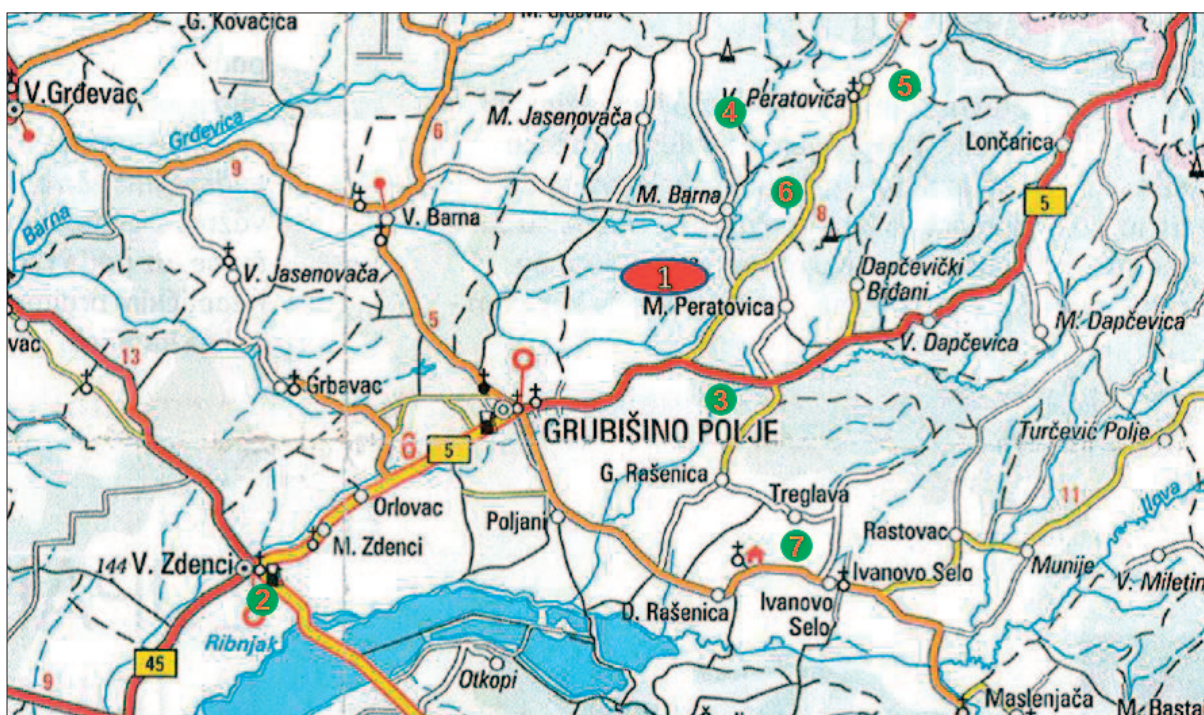 G. Kovačica
V.Grđevac
Grđevica
6
M. Jasenovača
4
V. Peratovica
5
Lončarica
9
Barna
V. Barna
M. Barna
6
8
5
V. Jasenovača
1
Dapčevički
Brđani
M. Peratovica
5
M. Dapčevica
V. Dapčevica
13
Grbavac
3
GRUBIŠINO POLJE
6
5
Turčević Polje
G. Rašenica
Orlovac
Poljani
Treglava
11
Ilova
Rastovac
M. Zdenci
7
144 V. Zdenci
Munije
V. Miletin
Ivanovo Selo
2
D. Rašenica
Ivanovo
Selo
Ribnjak
45
9
Otkopi
Maslenjača
M. Basta